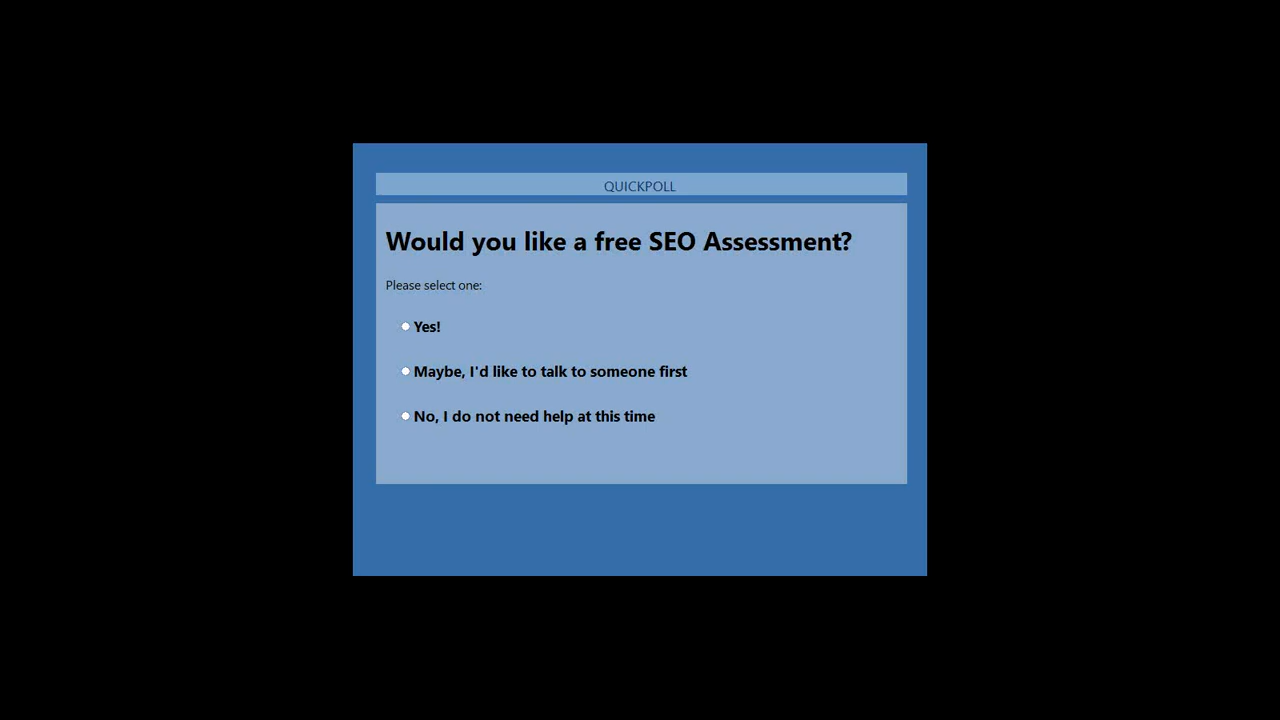 QUICKPOLL
Would you like a free SEO Assessment?
Please select one:
Yes!
Maybe, I'd like to talk to someone first
No, I do not need help at this time